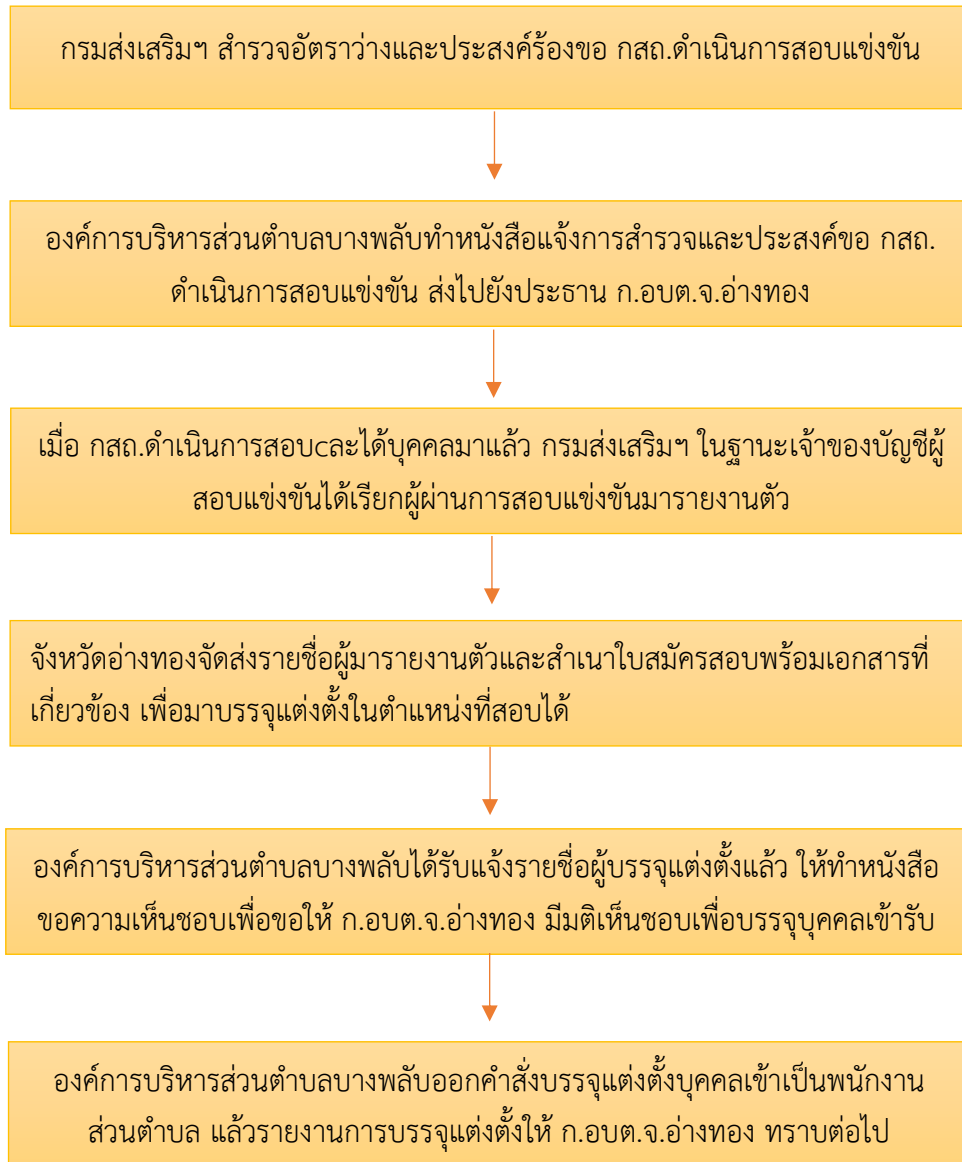 กรมส่งเสริมฯ สำรวจอัตราว่างและประสงค์ร้องขอ กสถ.ดำเนินการสอบแข่งขัน
องค์การบริหารส่วนตำบลบางพลับทำหนังสือแจ้งการสำรวจและประสงค์ขอ กสถ.
ดำเนินการสอบแข่งขัน ส่งไปยังประธาน ก.อบต.จ.อ่างทอง
เมื่อ กสถ.ดำเนินการสอบcละได้บุคคลมาแล้ว กรมส่งเสริมฯ ในฐานะเจ้าของบัญชีผู้
สอบแข่งขันได้เรียกผู้ผ่านการสอบแข่งขันมารายงานตัว
จังหวัดอ่างทองจัดส่งรายชื่อผู้มารายงานตัวและสำเนาใบสมัครสอบพร้อมเอกสารที่
เกี่ยวข้อง เพื่อมาบรรจุแต่งตั้งในตำแหน่งที่สอบได้
องค์การบริหารส่วนตำบลบางพลับได้รับแจ้งรายชื่อผู้บรรจุแต่งตั้งแล้ว ให้ทำหนังสือ
ขอความเห็นชอบเพื่อขอให้ ก.อบต.จ.อ่างทอง มีมติเห็นชอบเพื่อบรรจุบุคคลเข้ารับ
องค์การบริหารส่วนตำบลบางพลับออกคำสั่งบรรจุแต่งตั้งบุคคลเข้าเป็นพนักงาน
ส่วนตำบล แล้วรายงานการบรรจุแต่งตั้งให้ ก.อบต.จ.อ่างทอง ทราบต่อไป